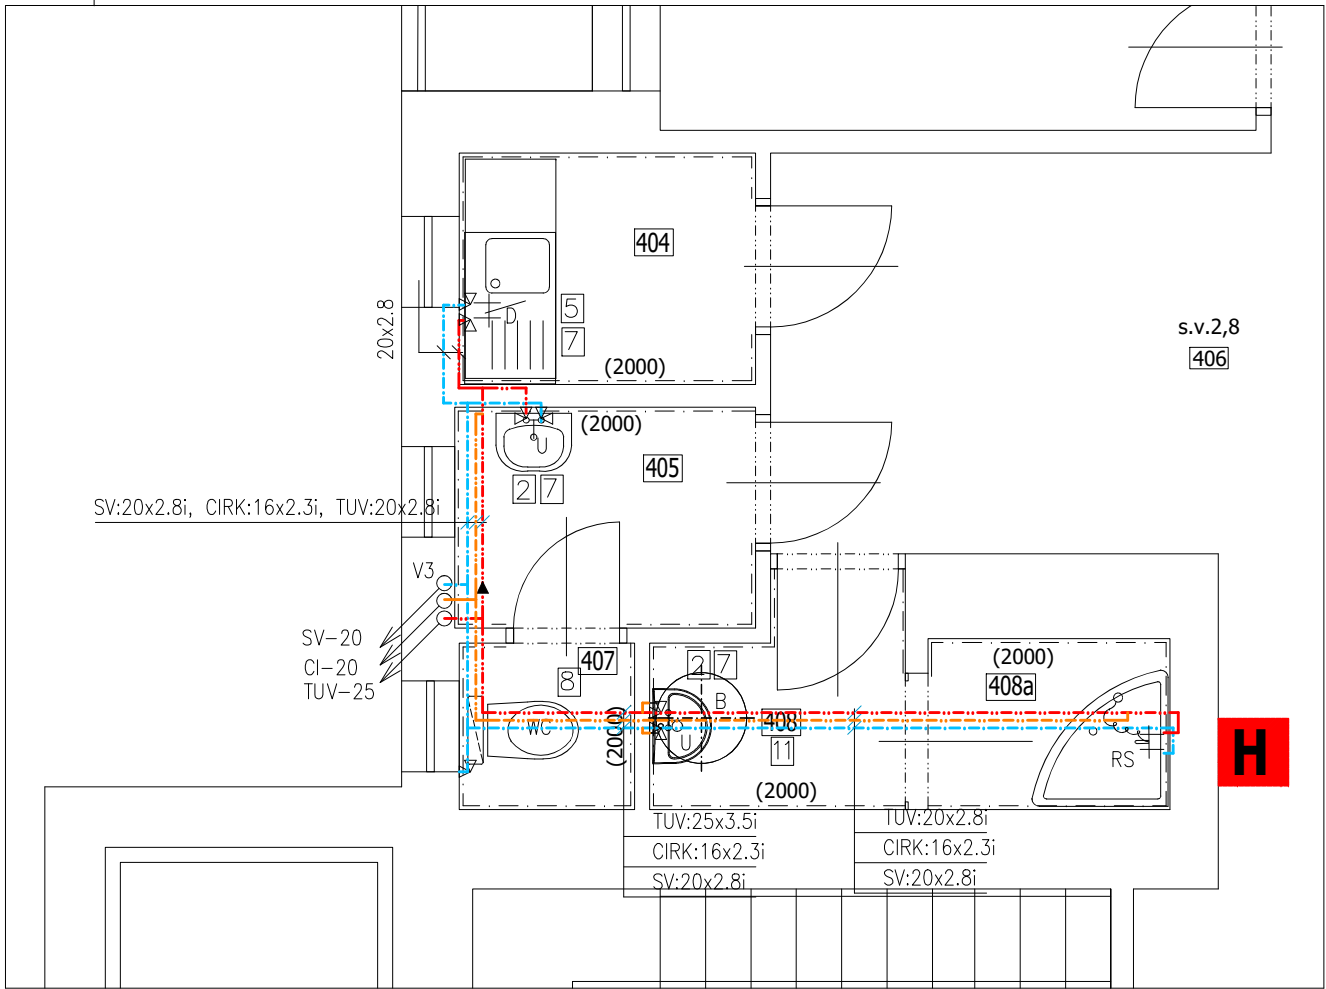 404
20x2.8
D
5
7
(2000)
s.v.2,8
406
(2000)
U
405
2 7
SV:20x2.8i, CIRK:16x2.3i, TUV:20x2.8i
V3
SV-20
CI-20
TUV-25
407
8
2 7
(2000)
408a
B
WC
(2000)
U
408
11
RS
H
(2000)
TUV:25x3.5i
CIRK:16x2.3i
SV:20x2.8i
TUV:20x2.8i
CIRK:16x2.3i
SV:20x2.8i